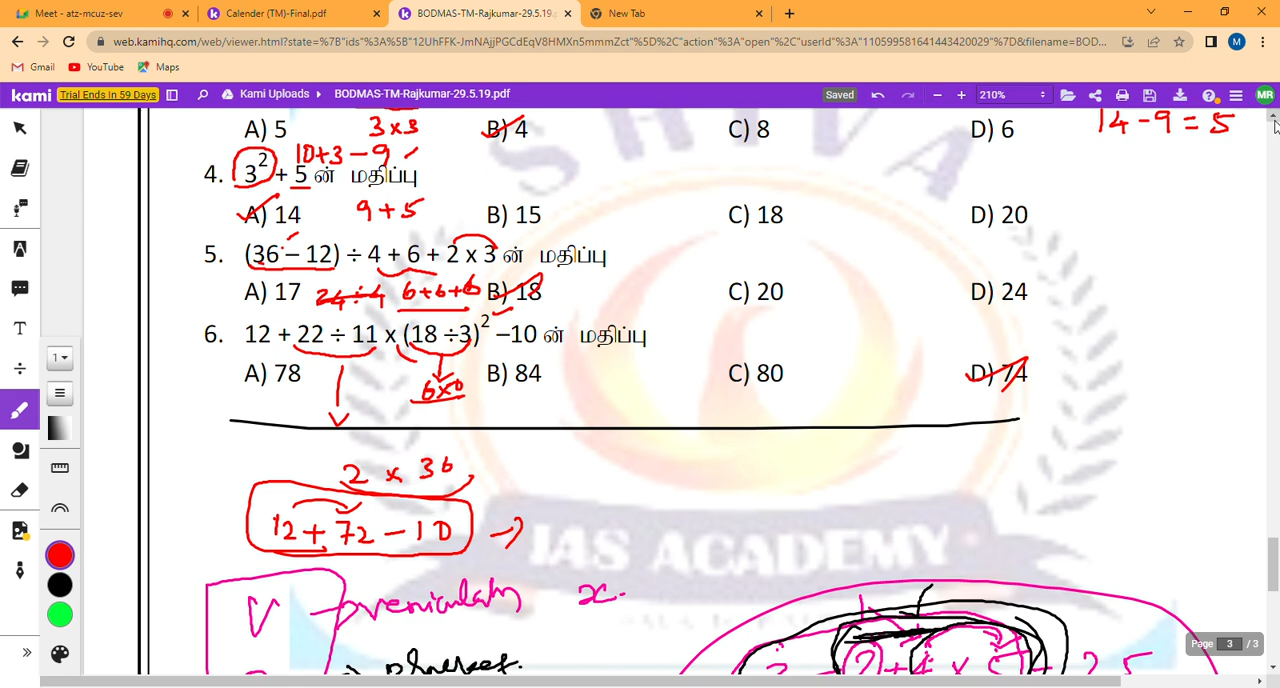 Meet - atz-mcuz-sev
Calender (TM)-Final.pdf
BODMAS-TM-Rajkumar-29.5.19.p
New Tab
web.kamihq.com/web/viewer.html?state=%7B"ids"%3A%5B"12UhFFK-JmNAjjPGCdEqV8HMXn5mmmZct"%5D%2C"action"%3A"open"%2C"userId"%3A"110599581641443420029"%7D&filename=BOD...
M
Gmail YouTube Maps
kami Trial Ends In 59 Days Kami Uploads BODMAS-TM-Rajkumar-29.5.19.pdf Saved 210% MR
A) 5 3×3 B) 4 C) 8 D) 6 14-9=5
10+3-9
4. 3² + 5 ன் மதிப்பு
A) 14 9+5 B) 15 C) 18 D) 20
5. (36 – 12) ÷ 4 + 6 + 2 x 3 ன் மதிப்பு
A) 17 24÷4 6+6+6 B) 18 C) 20 D) 24
6. 12 + 22 ÷ 11 x (18 ÷3)² –10 ன் மதிப்பு
A) 78 B) 84 C) 80 D) 74
2 × 36
12+72-10
SHIVA
IAS ACADEMY
V
Page 3 / 3
T
1